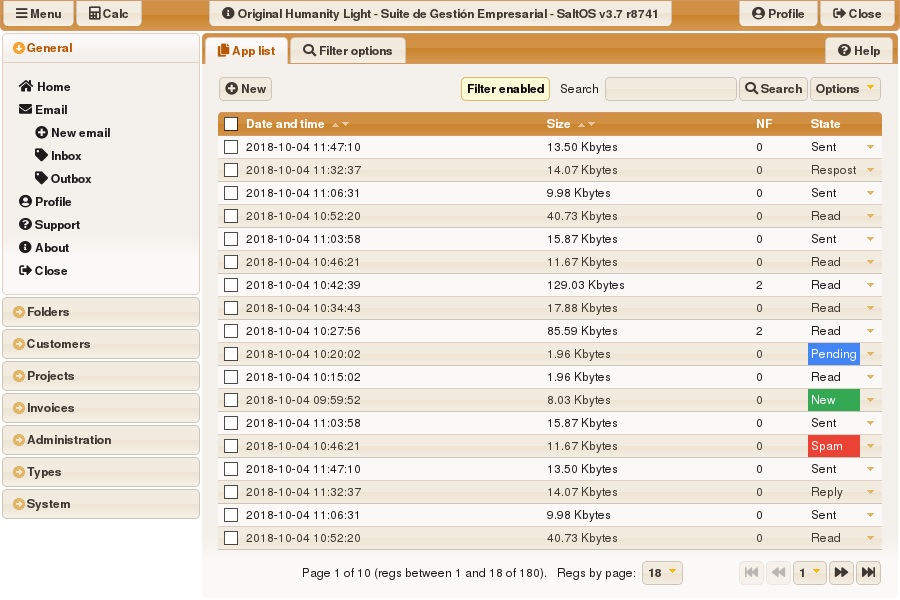 Menu Calc Original Humanity Light - Suite de Gestión Empresarial - SaltOS v3.7 r8741 Profile Close
General
Home
Email
New email
Inbox
Outbox
Profile
Support
About
Close
Folders
Customers
Projects
Invoices
Administration
Types
System
App list Filter options Help
New Filter enabled Search Search Options
Date and time Size NF State
2018-10-04 11:47:10 13.50 Kbytes 0 Sent
2018-10-04 11:32:37 14.07 Kbytes 0 Respost
2018-10-04 11:06:31 9.98 Kbytes 0 Sent
2018-10-04 10:52:20 40.73 Kbytes 0 Read
2018-10-04 11:03:58 15.87 Kbytes 0 Sent
2018-10-04 10:46:21 11.67 Kbytes 0 Read
2018-10-04 10:42:39 129.03 Kbytes 2 Read
2018-10-04 10:34:43 17.88 Kbytes 0 Read
2018-10-04 10:27:56 85.59 Kbytes 2 Read
2018-10-04 10:20:02 1.96 Kbytes 0 Pending
2018-10-04 10:15:02 1.96 Kbytes 0 Read
2018-10-04 09:59:52 8.03 Kbytes 0 New
2018-10-04 11:03:58 15.87 Kbytes 0 Sent
2018-10-04 10:46:21 11.67 Kbytes 0 Spam
2018-10-04 11:47:10 13.50 Kbytes 0 Sent
2018-10-04 11:32:37 14.07 Kbytes 0 Reply
2018-10-04 11:06:31 9.98 Kbytes 0 Sent
2018-10-04 10:52:20 40.73 Kbytes 0 Read
Page 1 of 10 (regs between 1 and 18 of 180). Regs by page: 18 1